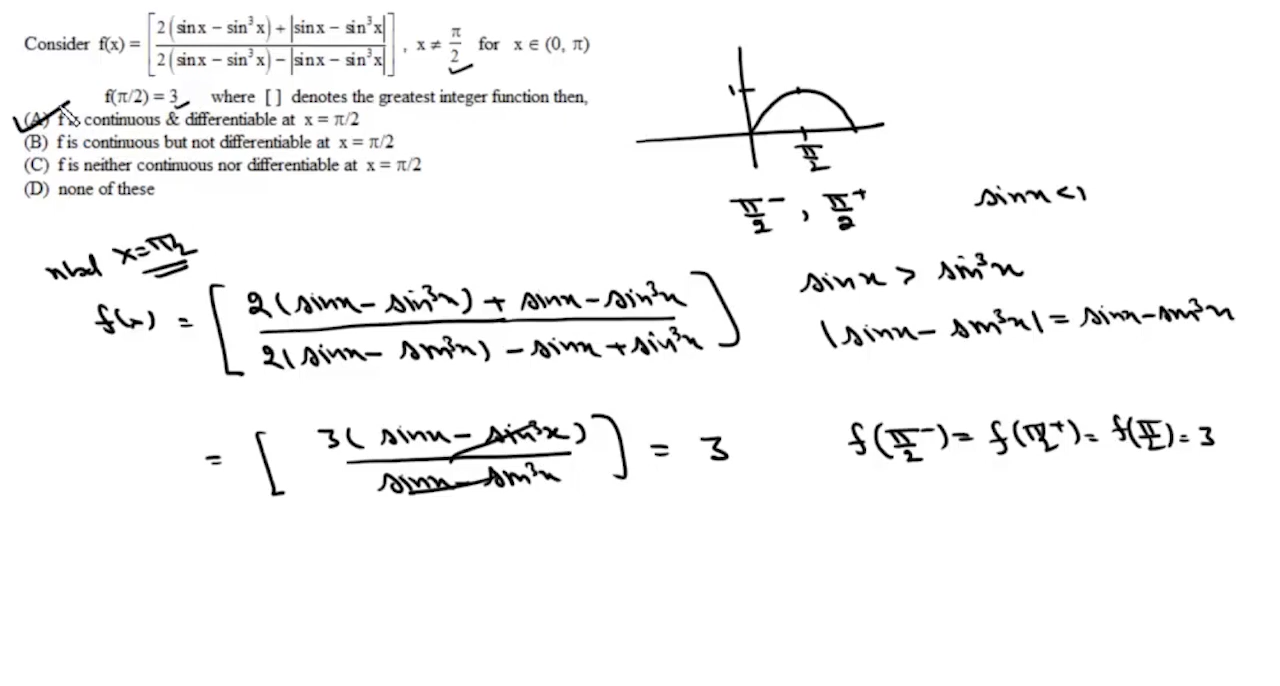 Consider f(x) = [ (2(sinx − sin³x) + |sinx − sin³x|) / (2(sinx − sin³x) − |sinx − sin³x|) ] , x ≠ π/2 for x ∈ (0, π)
f(π/2) = 3 where [ ] denotes the greatest integer function then,
(A) f is continuous & differentiable at x = π/2
(B) f is continuous but not differentiable at x = π/2
(C) f is neither continuous nor differentiable at x = π/2
(D) none of these
1
π/2
π/2⁻ , π/2⁺
sinx < 1
nbd x = π/2
sinx > sin³x
f(x) = [ (2(sinx − sin³x) + sinx − sin³x) / (2(sinx − sin³x) − sinx + sin³x) ]
|sinx − sin³x| = sinx − sin³x
= [ 3(sinx − sin³x) / (sinx − sin³x) ] = 3
f(π/2⁻) = f(π/2⁺) = f(π/2) = 3